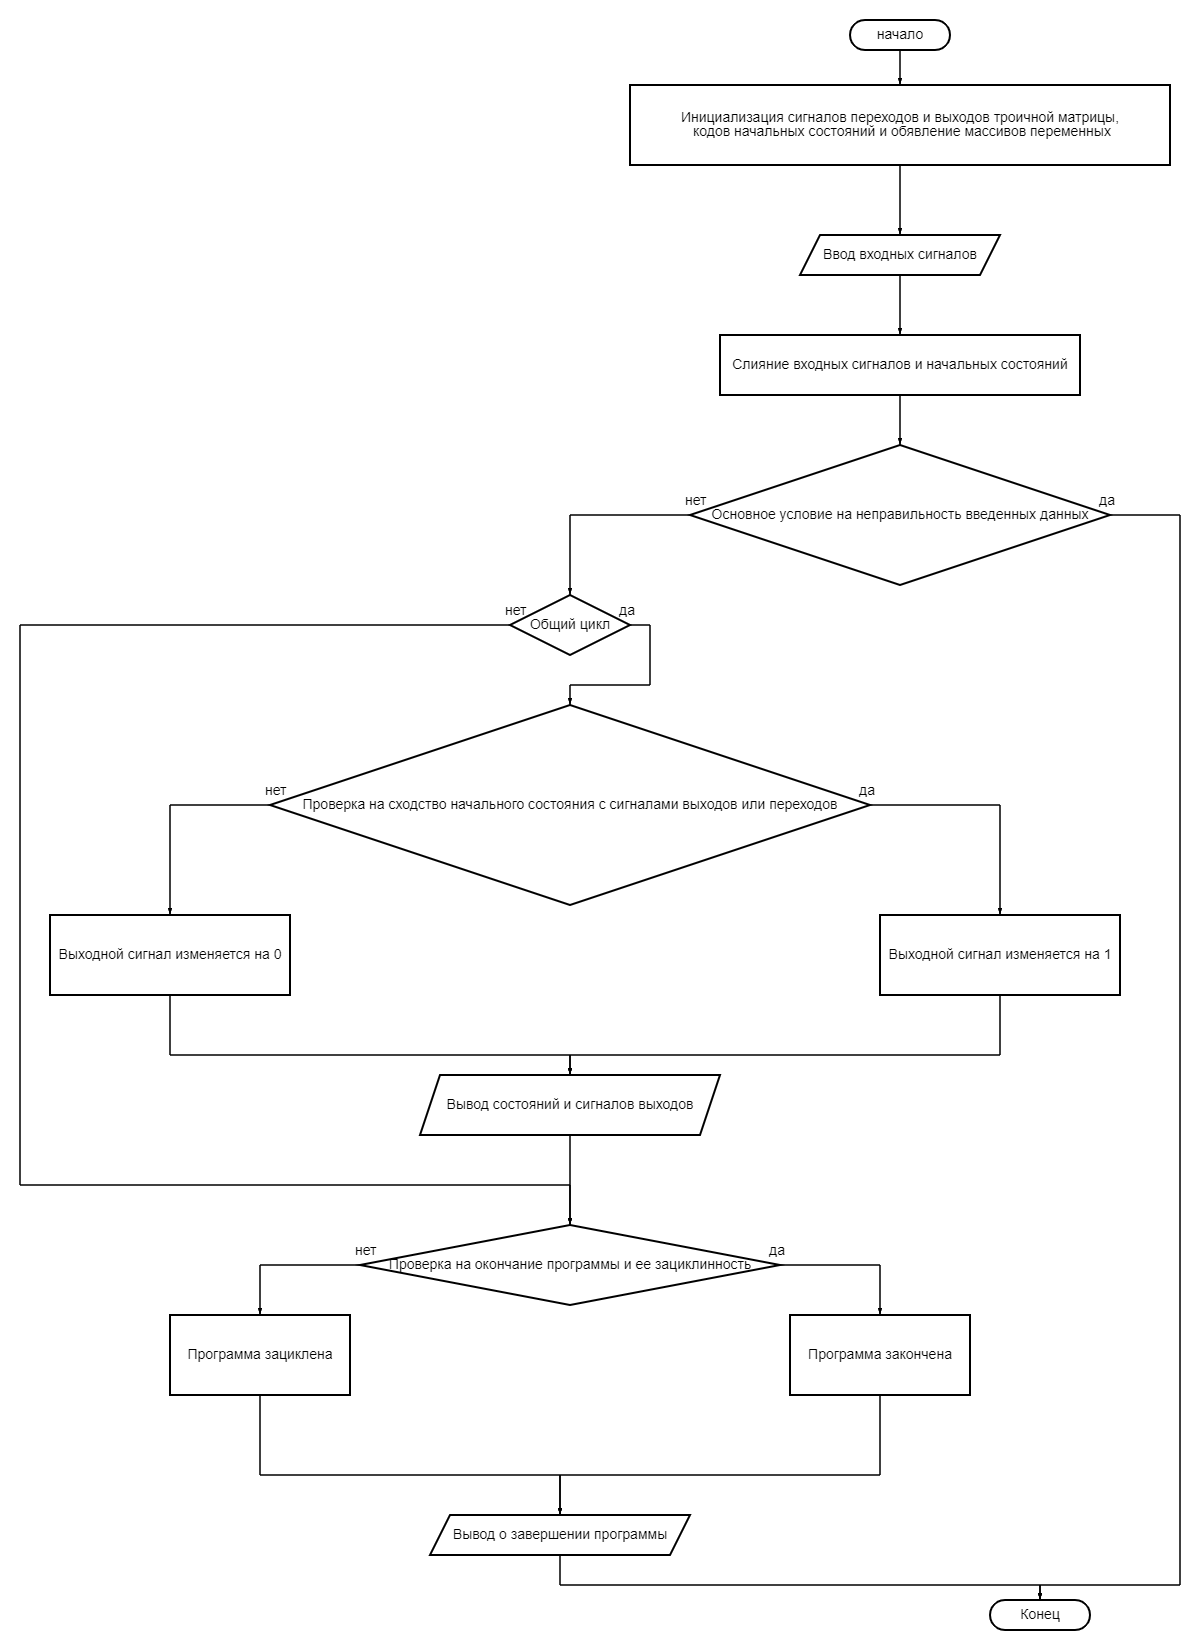 начало
Инициализация сигналов переходов и выходов троичной матрицы,
кодов начальных состояний и обявление массивов переменных
Ввод входных сигналов
Слияние входных сигналов и начальных состояний
нет
да
Основное условие на неправильность введенных данных
нет
да
Общий цикл
нет
да
Проверка на сходство начального состояния с сигналами выходов или переходов
Выходной сигнал изменяется на 0
Выходной сигнал изменяется на 1
Вывод состояний и сигналов выходов
нет
да
Проверка на окончание программы и ее зациклинность
Программа зациклена
Программа закончена
Вывод о завершении программы
Конец